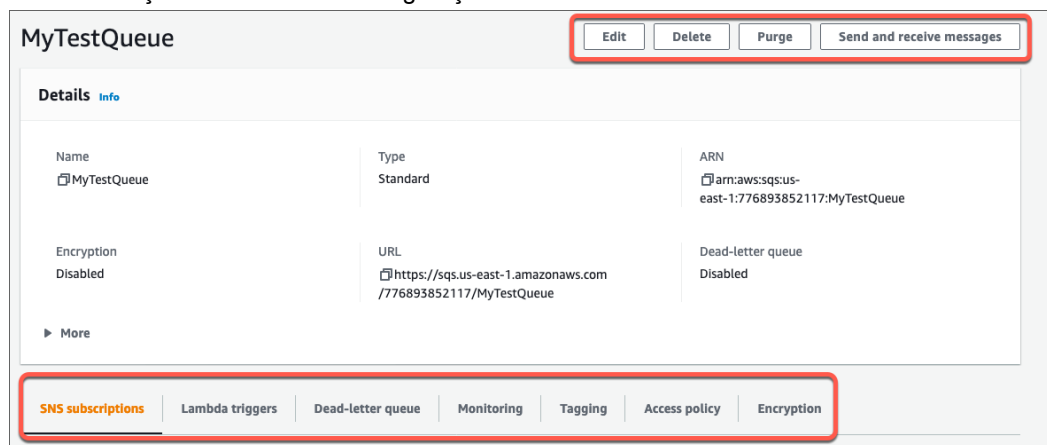 MyTestQueue
Edit Delete Purge Send and receive messages
Details Info
Name Type ARN
MyTestQueue Standard arn:aws:sqs:us-
east-1:776893852117:MyTestQueue
Encryption URL Dead-letter queue
Disabled https://sqs.us-east-1.amazonaws.com Disabled
/776893852117/MyTestQueue
More
SNS subscriptions Lambda triggers Dead-letter queue Monitoring Tagging Access policy Encryption